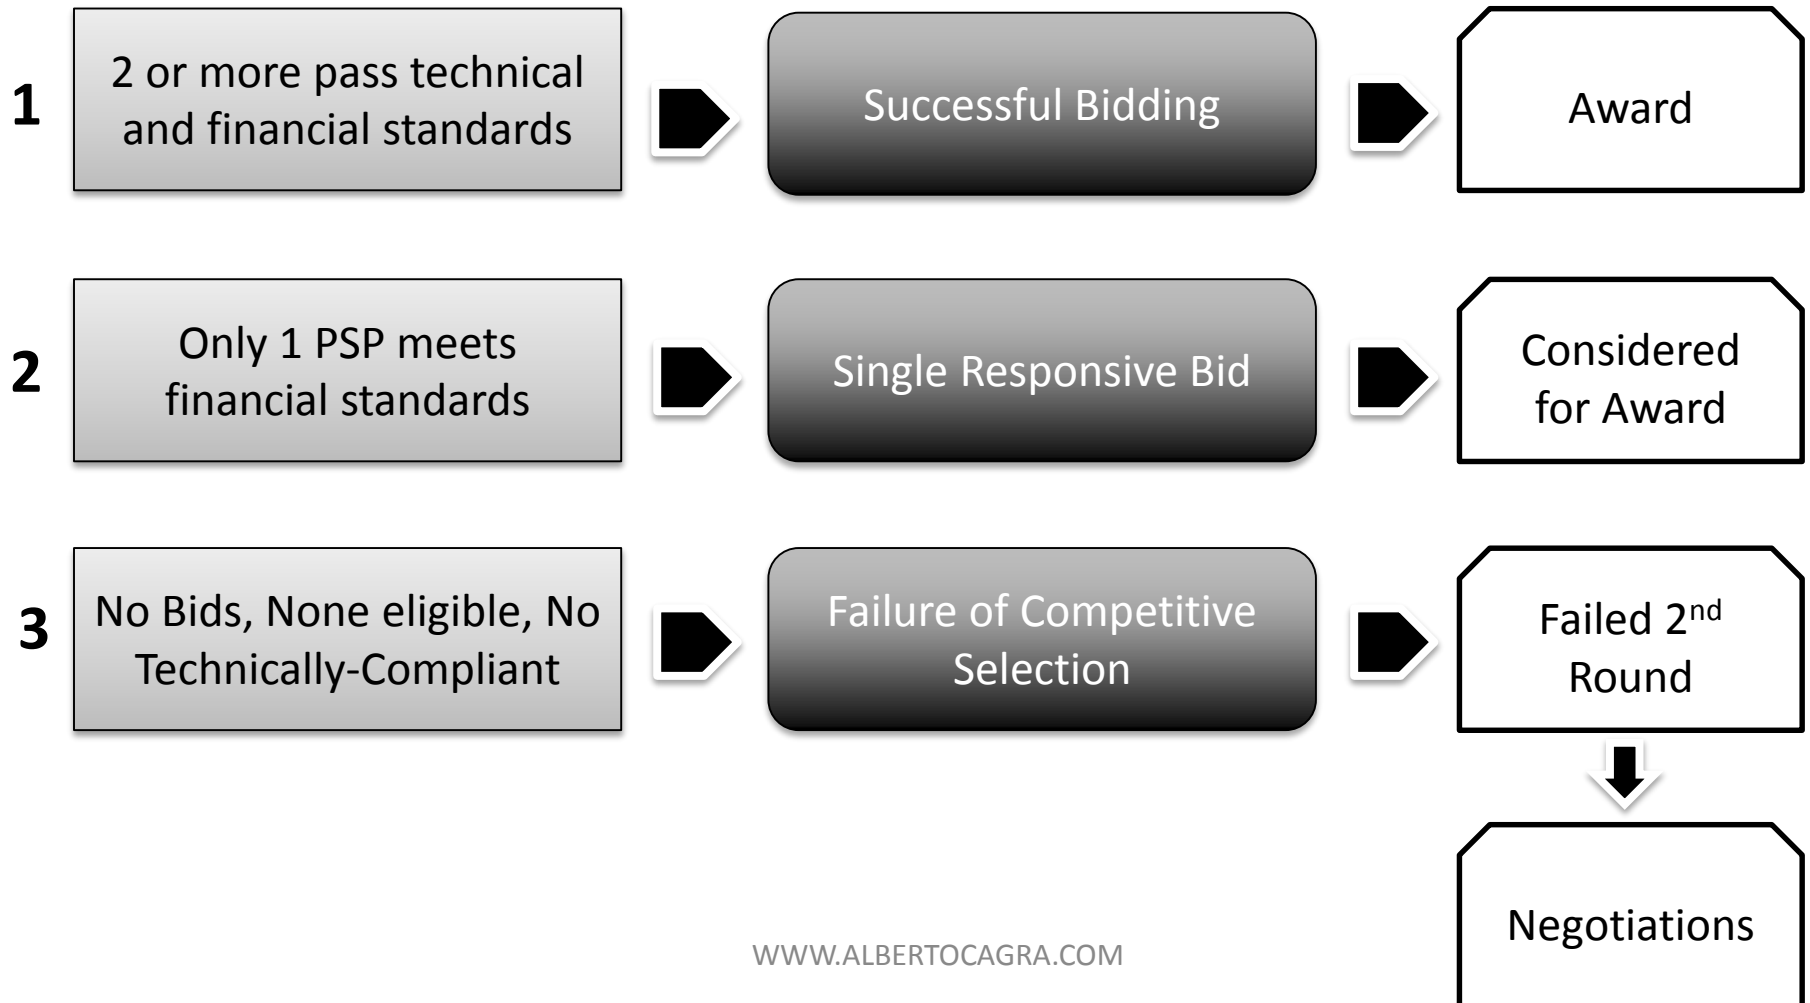 1
2 or more pass technical
and financial standards
Successful Bidding
Award
2
Only 1 PSP meets
financial standards
Single Responsive Bid
Considered
for Award
3
No Bids, None eligible, No
Technically-Compliant
Failure of Competitive
Selection
Failed 2nd
Round
Negotiations
WWW.ALBERTOCAGRA.COM